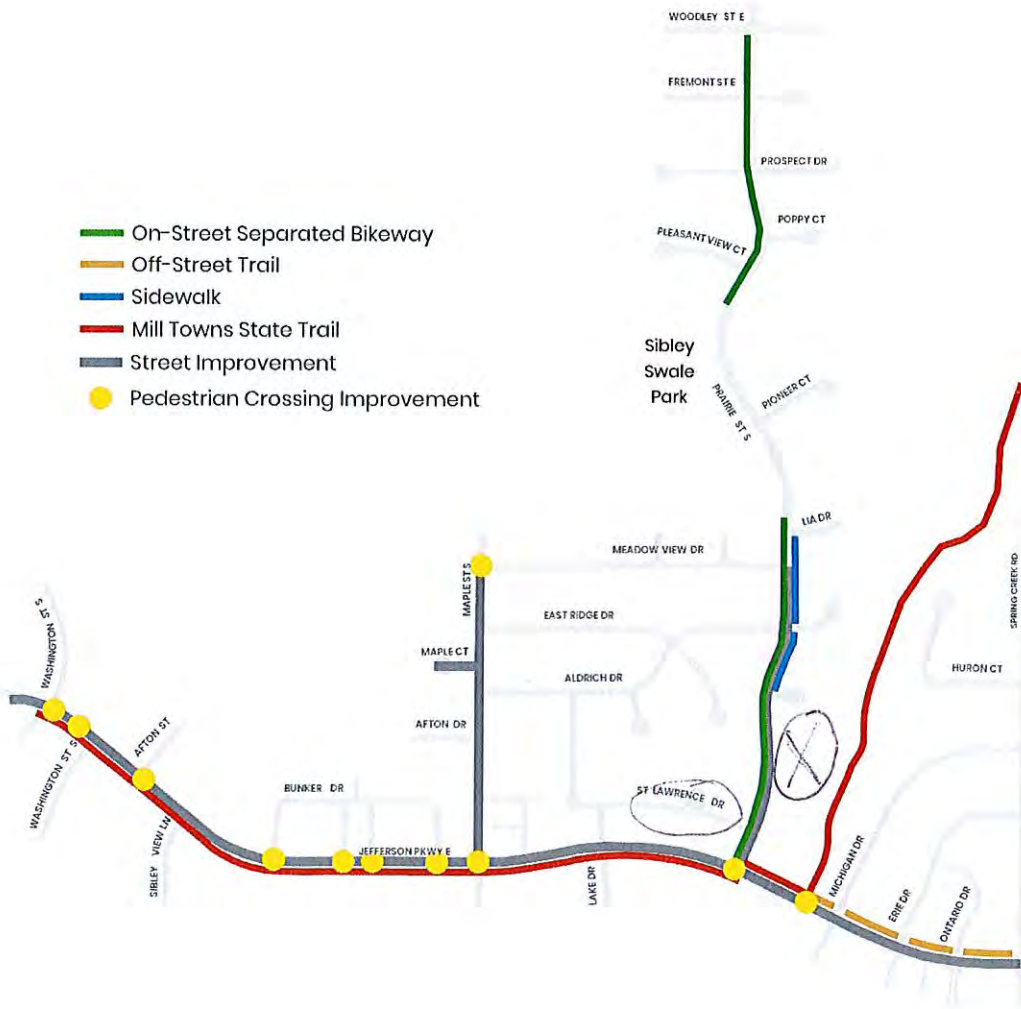 WOODLEY ST E
FREMONT ST E
PROSPECT DR
POPPY CT
PLEASANT VIEW CT
On-Street Separated Bikeway
Off-Street Trail
Sidewalk
Mill Towns State Trail
Street Improvement
Pedestrian Crossing Improvement
Sibley
Swale
Park
PIONEER CT
PRAIRIE ST S
LIA DR
MEADOW VIEW DR
MAPLE ST S
SPRING CREEK RD
EAST RIDGE DR
WASHINGTON ST S
MAPLE CT
HURON CT
ALDRICH DR
AFTON DR
AFTON ST
WASHINGTON ST S
BUNKER DR
ST LAWRENCE DR
JEFFERSON PKWY E
SIBLEY VIEW LN
LAKE DR
MICHIGAN DR
ERIE DR
ONTARIO DR